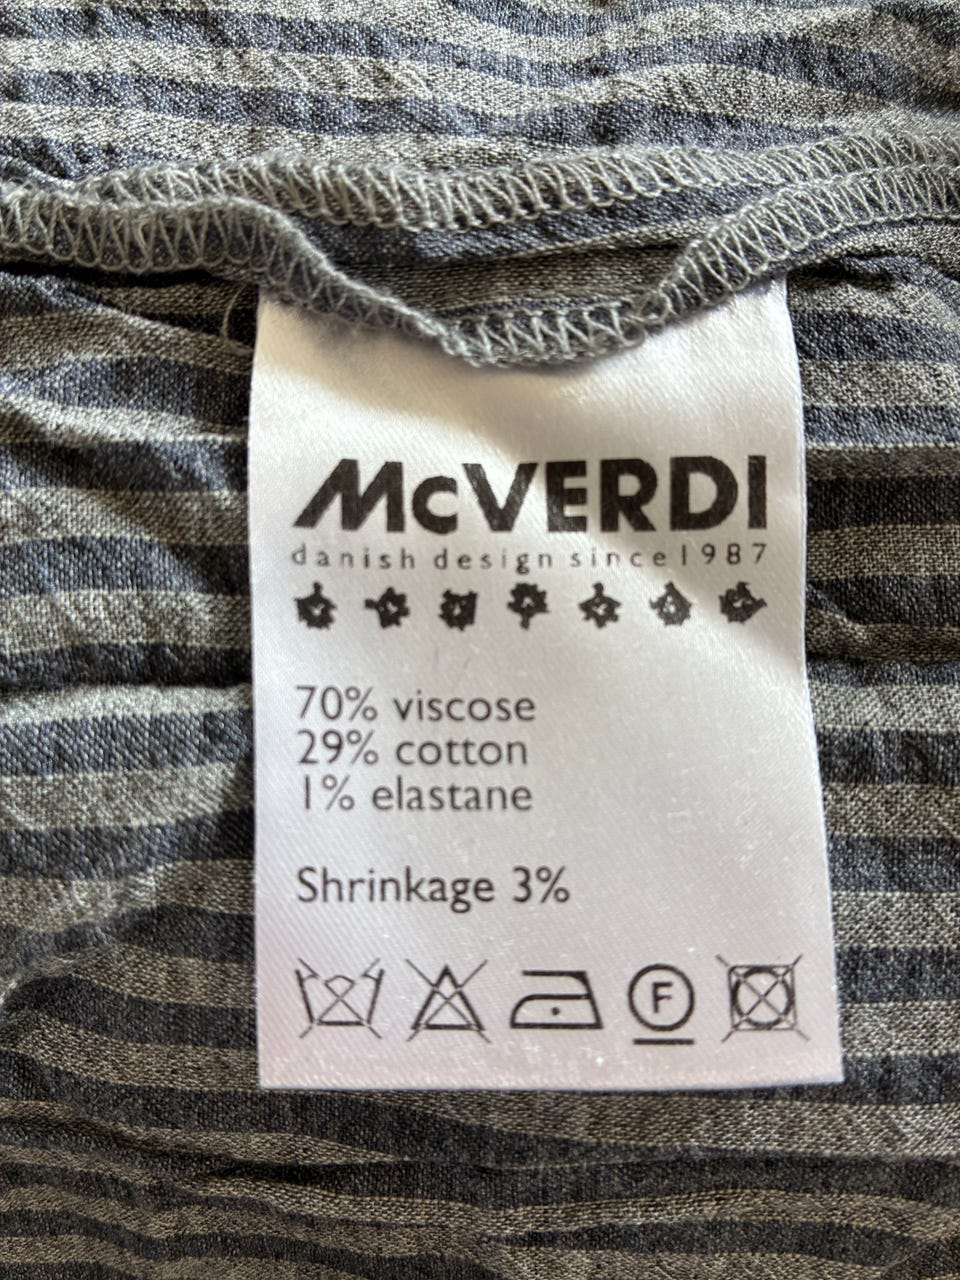 McVERDI
danish design since 1987
70% viscose
29% cotton
1% elastane
Shrinkage 3%
F